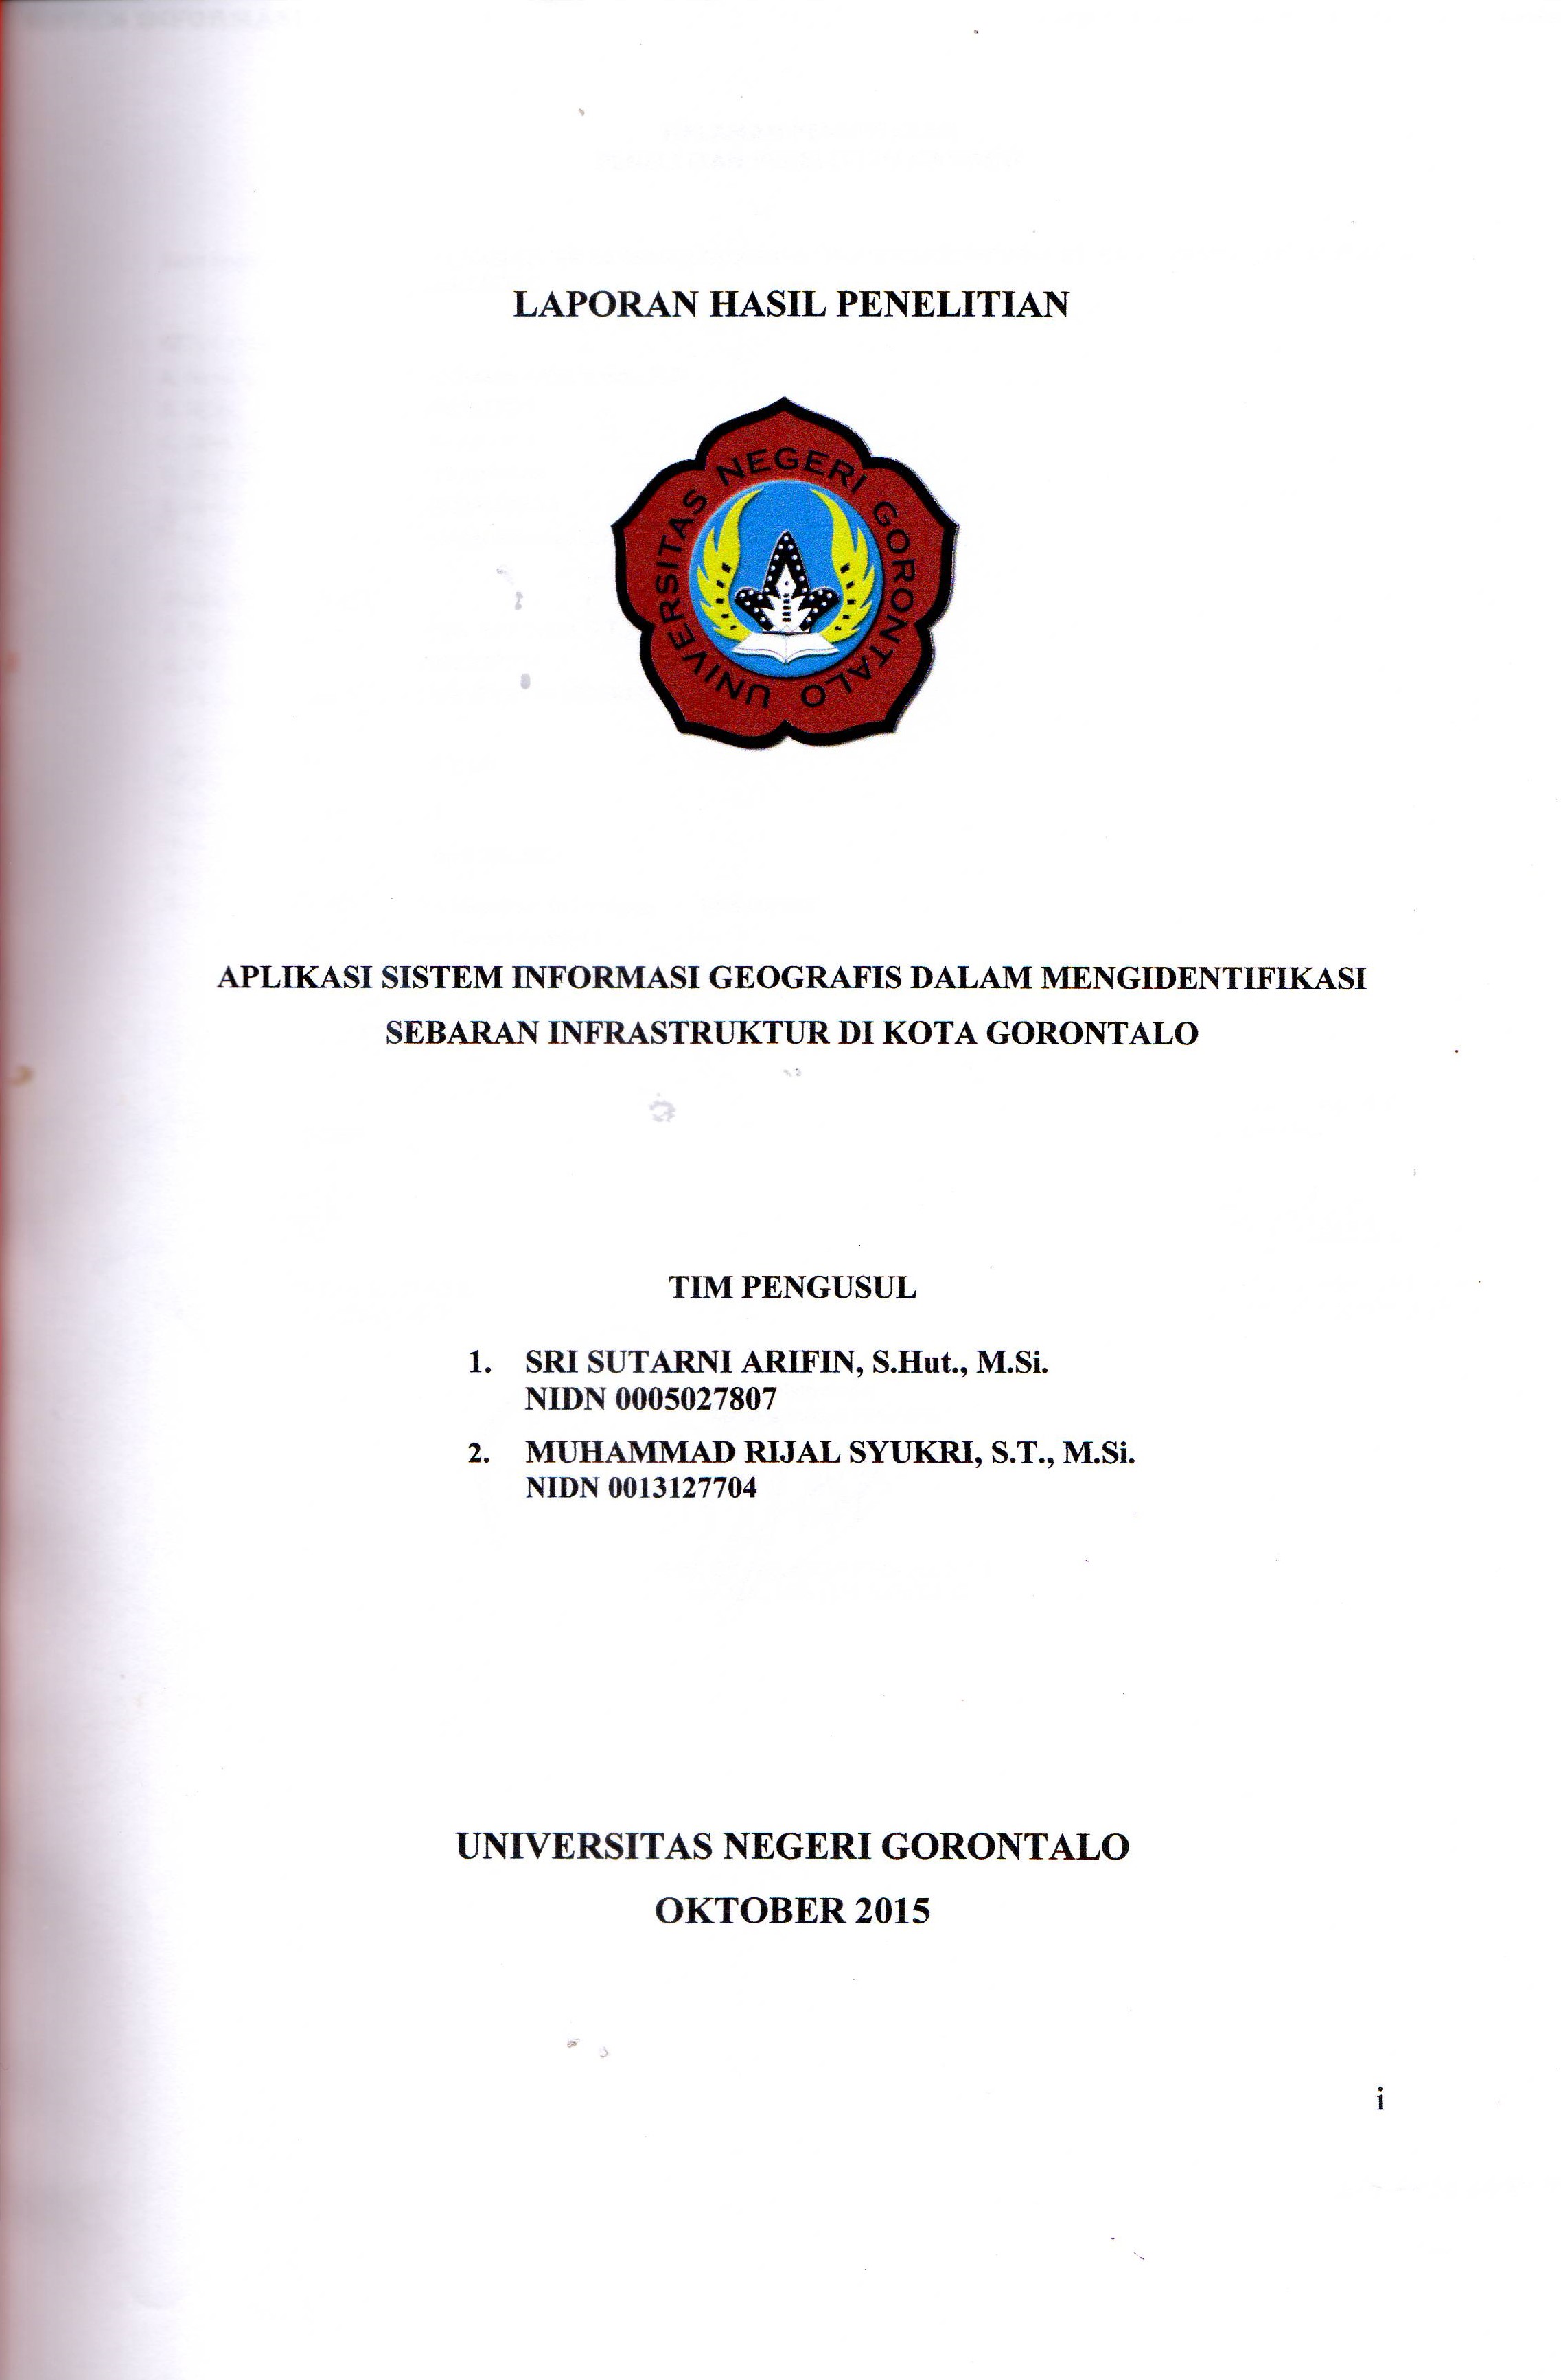 LAPORAN HASIL PENELITIAN
UNIVERSITAS NEGERI GORONTALO
APLIKASI SISTEM INFORMASI GEOGRAFIS DALAM MENGIDENTIFIKASI
SEBARAN INFRASTRUKTUR DI KOTA GORONTALO
TIM PENGUSUL
1. SRI SUTARNI ARIFIN, S.Hut., M.Si.
NIDN 0005027807
2. MUHAMMAD RIJAL SYUKRI, S.T., M.Si.
NIDN 0013127704
UNIVERSITAS NEGERI GORONTALO
OKTOBER 2015
i